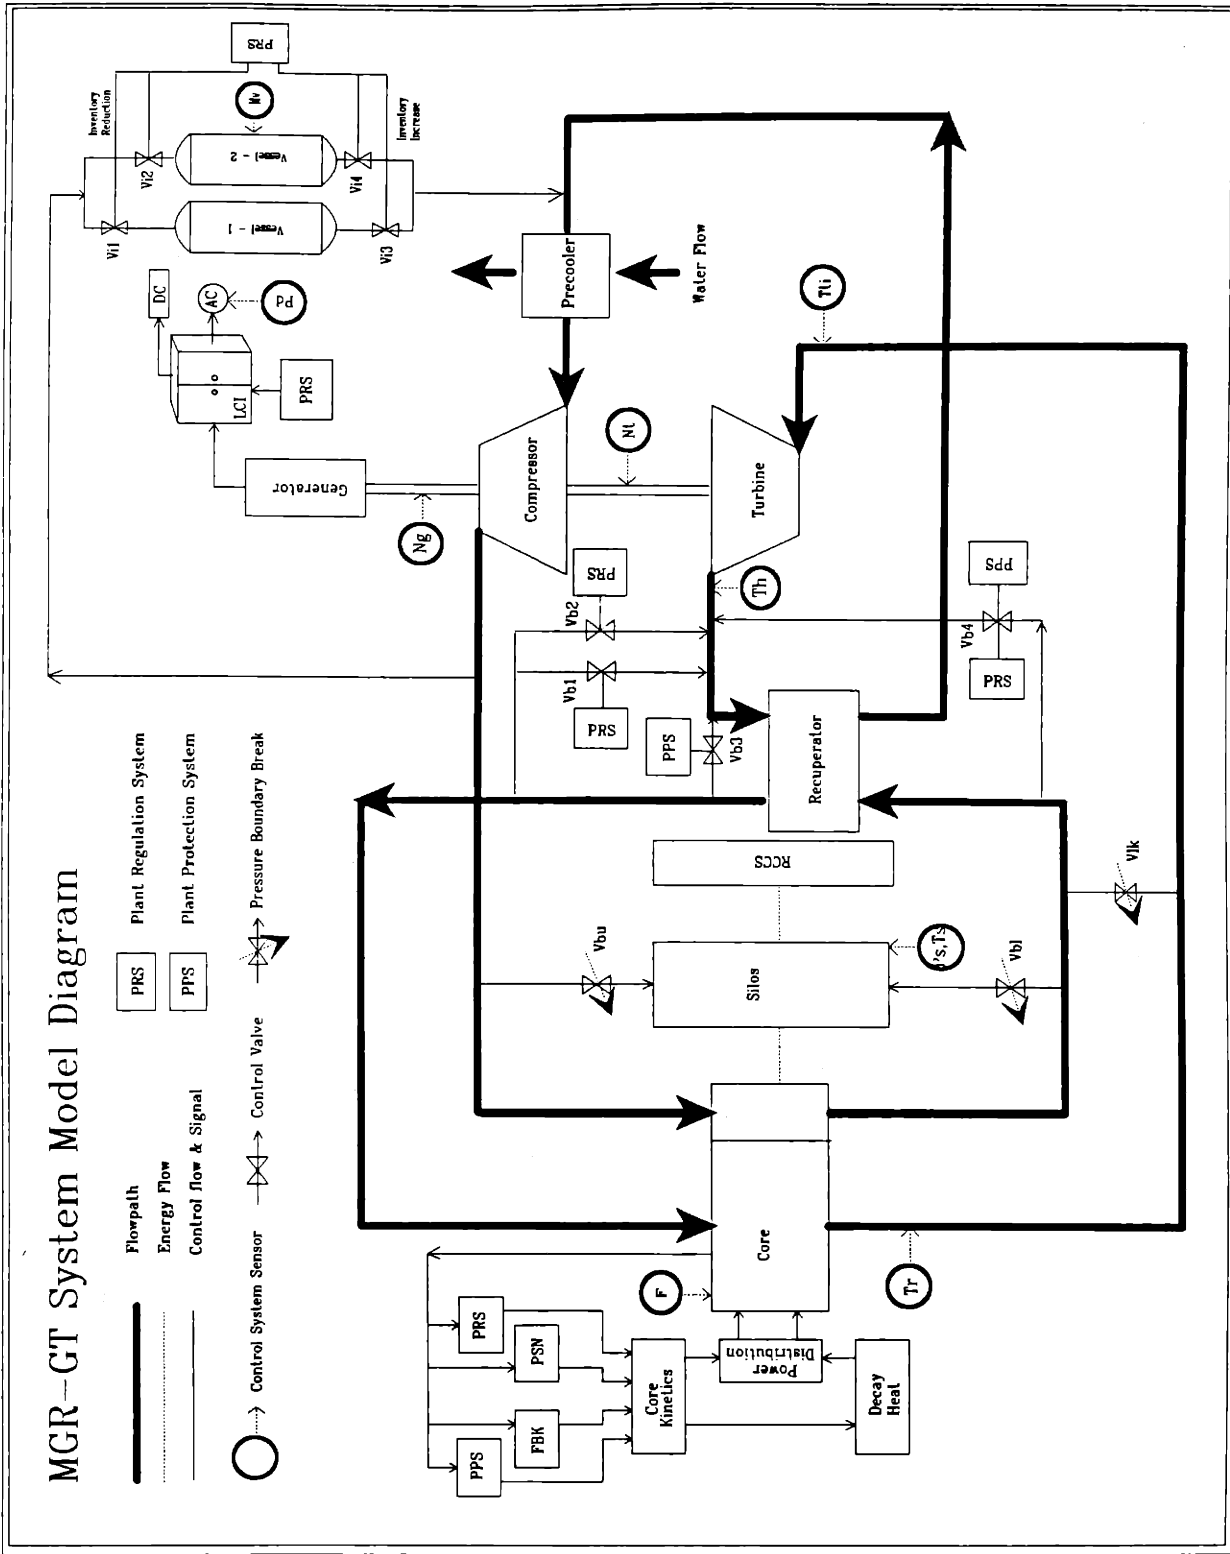 MGR-GT System Model Diagram
Flowpath
Energy Flow
Control flow & Signal
Control System Sensor
Control Valve
Pressure Boundary Break
PRS
Plant Regulation System
PPS
Plant Protection System
PPS
FBK
PSN
PRS
Core
Kinetics
Power
Distribution
Decay
Heat
F
Core
Tr
Silos
Vbu
Vbl
RCCS
Vlk
Recuperator
PPS
Vb3
PRS
Vb1
Vb2
PRS
PRS
Vb4
PPS
Th
Turbine
Compressor
Nt
Ng
Generator
Tti
LCI
PRS
DC
AC
Pd
Precooler
Water Flow
Vi1
Vi2
Vi3
Vi4
Vessel - 1
Vessel - 2
Mv
Inventory
Reduction
Inventory
Increase
PRS